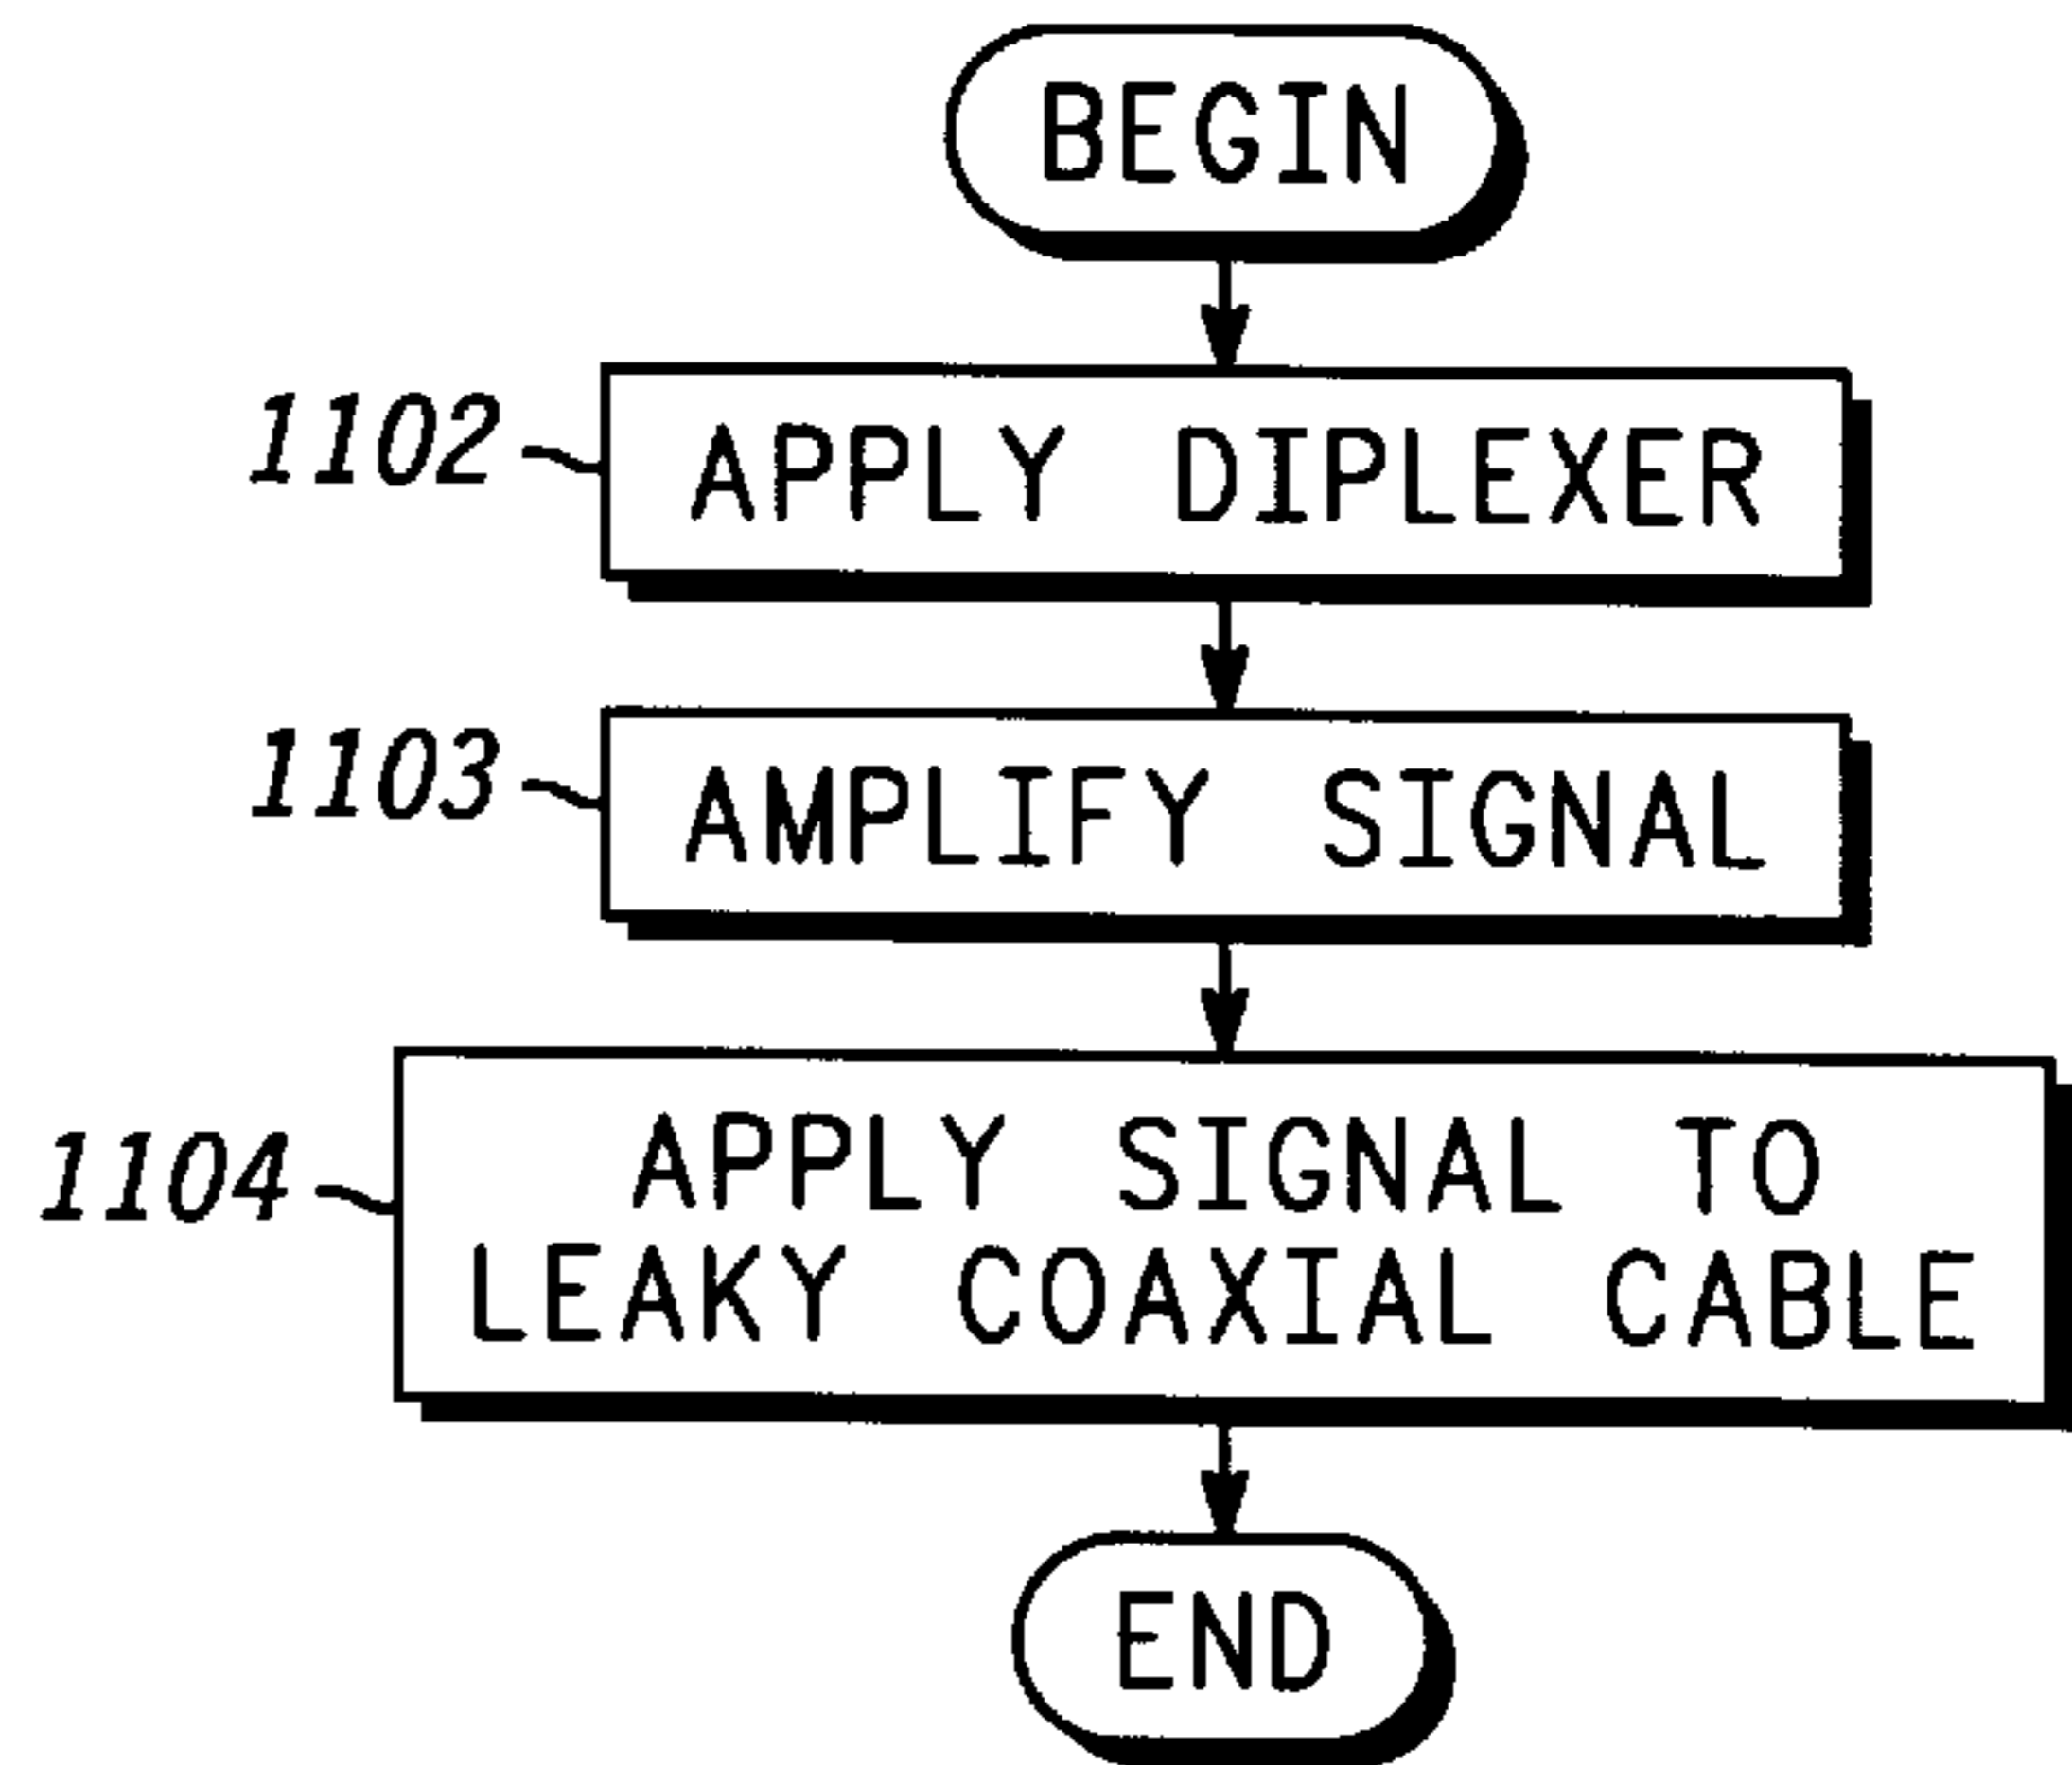 BEGIN
1102
APPLY DIPLEXER
1103
AMPLIFY SIGNAL
1104
APPLY SIGNAL TO
LEAKY COAXIAL CABLE
END